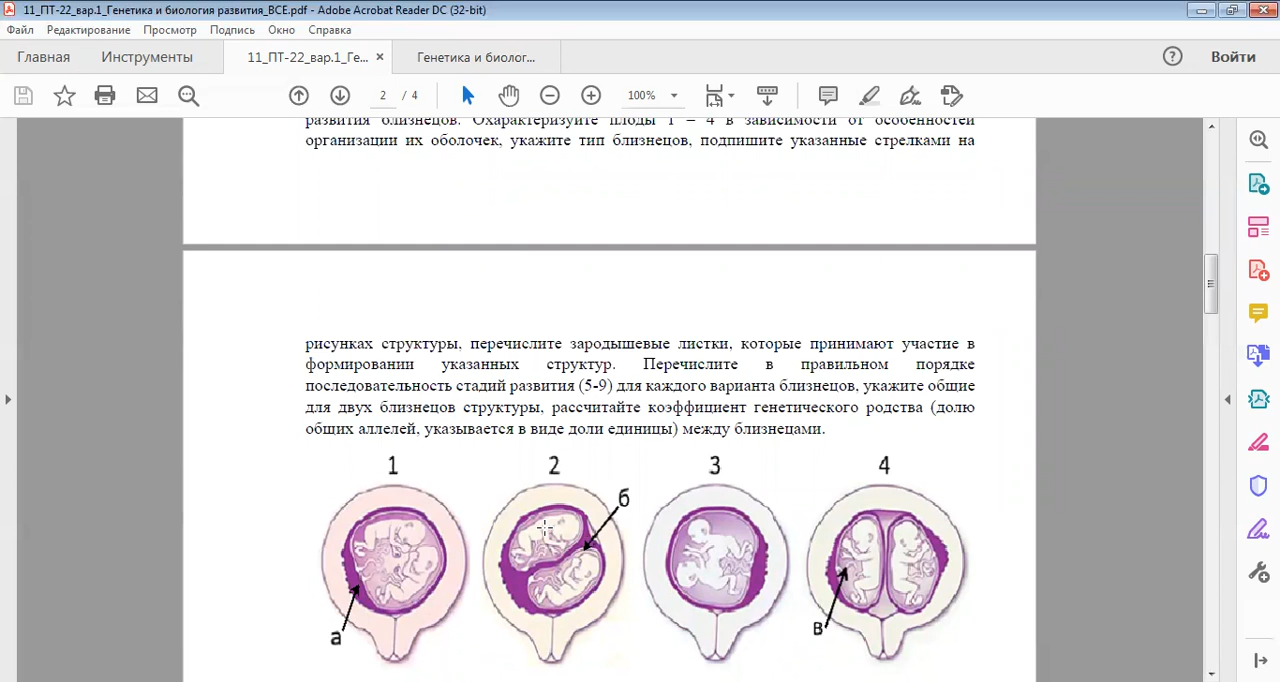 11_ПТ-22_вар.1_Генетика и биология развития_ВСЕ.pdf - Adobe Acrobat Reader DC (32-bit)
Файл Редактирование Просмотр Подпись Окно Справка
Главная Инструменты 11_ПТ-22_вар.1_Ге... × Генетика и биолог... Войти
2 / 4 100%
развития близнецов. Охарактеризуйте плоды 1 – 4 в зависимости от особенностей
организации их оболочек, укажите тип близнецов, подпишите указанные стрелками на
рисунках структуры, перечислите зародышевые листки, которые принимают участие в
формировании указанных структур. Перечислите в правильном порядке
последовательность стадий развития (5-9) для каждого варианта близнецов, укажите общие
для двух близнецов структуры, рассчитайте коэффициент генетического родства (долю
общих аллелей, указывается в виде доли единицы) между близнецами.
1 2 3 4
б
а в